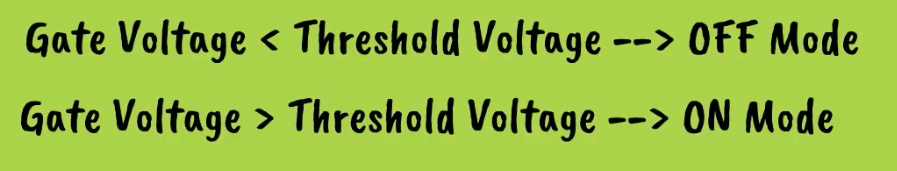 Gate Voltage < Threshold Voltage --> OFF Mode
Gate Voltage > Threshold Voltage --> ON Mode